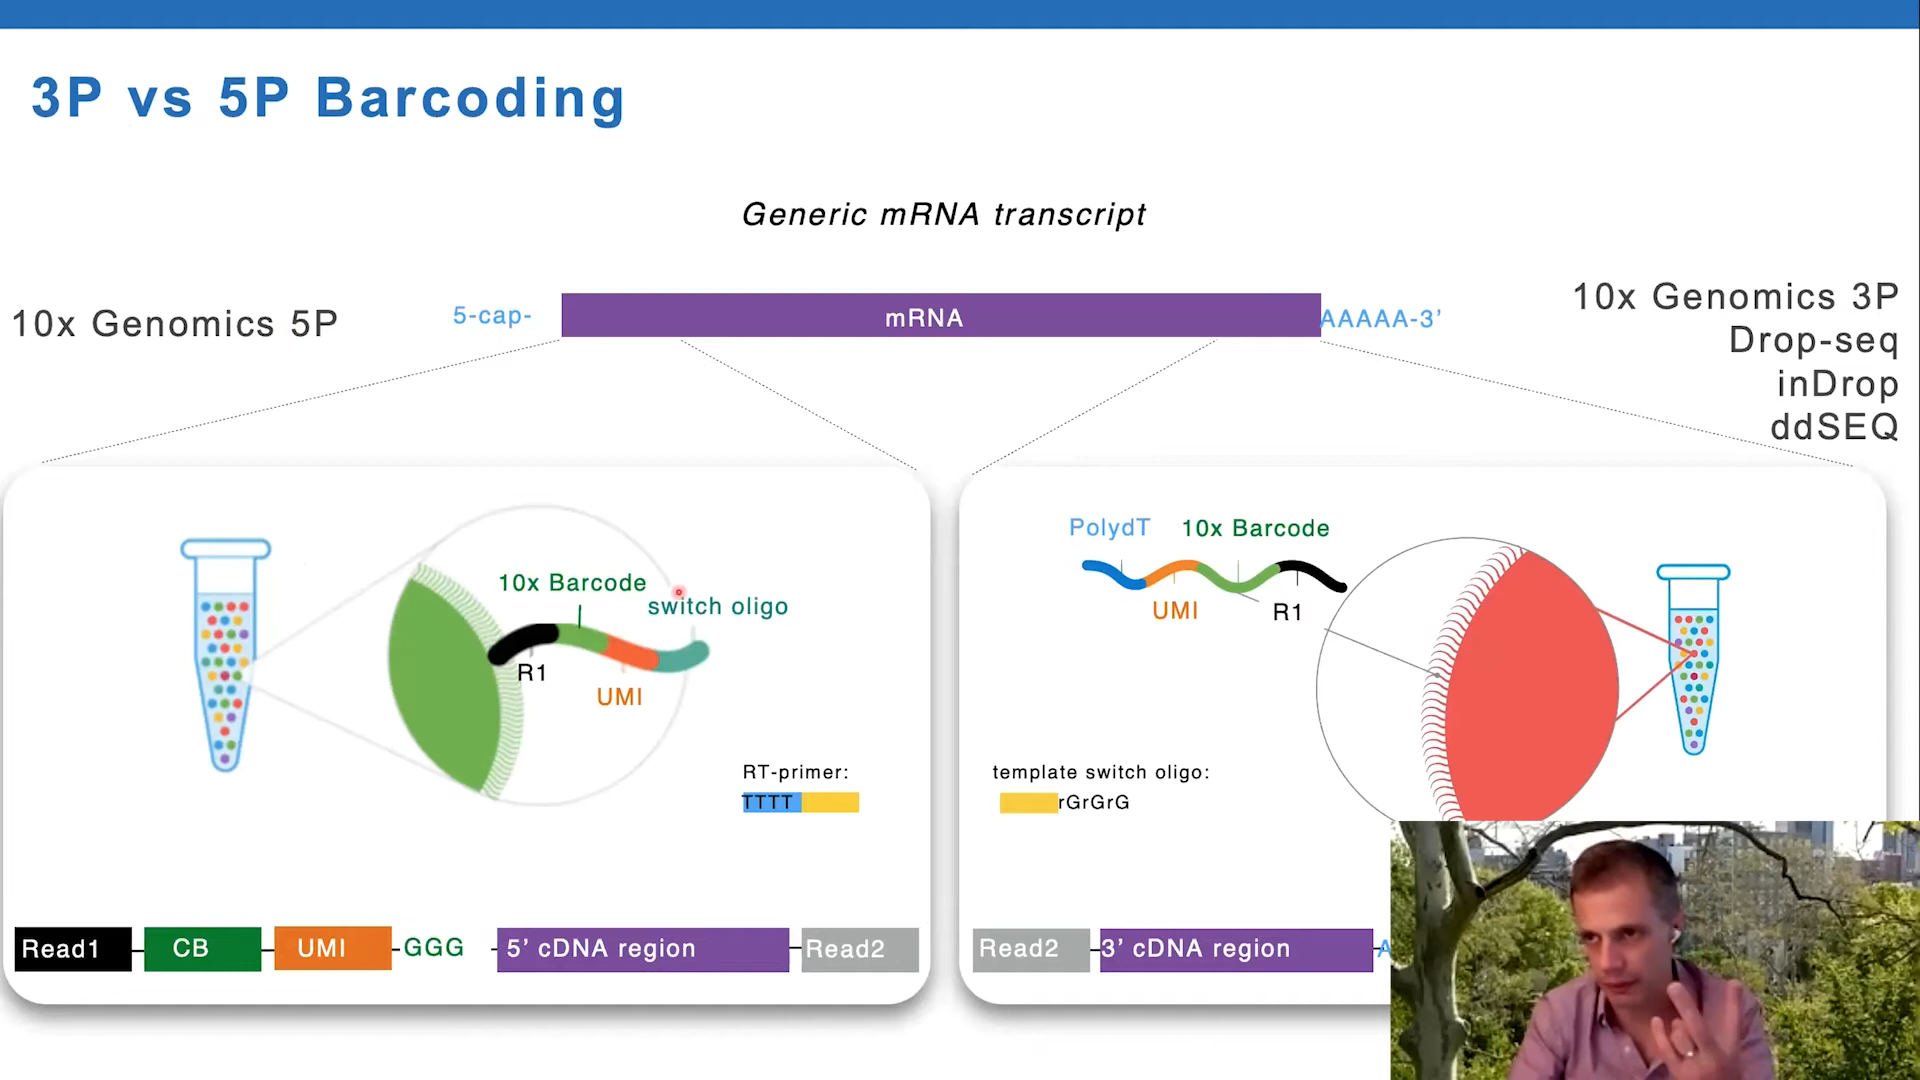 3P vs 5P Barcoding
Generic mRNA transcript
10x Genomics 5P
5-cap-
mRNA
AAAAA-3’
10x Genomics 3P
Drop-seq
inDrop
ddSEQ
10x Barcode
switch oligo
R1
UMI
RT-primer:
TTTT
Read1
CB
UMI
GGG
5’ cDNA region
Read2
PolydT
10x Barcode
UMI
R1
template switch oligo:
rGrGrG
Read2
3’ cDNA region
A